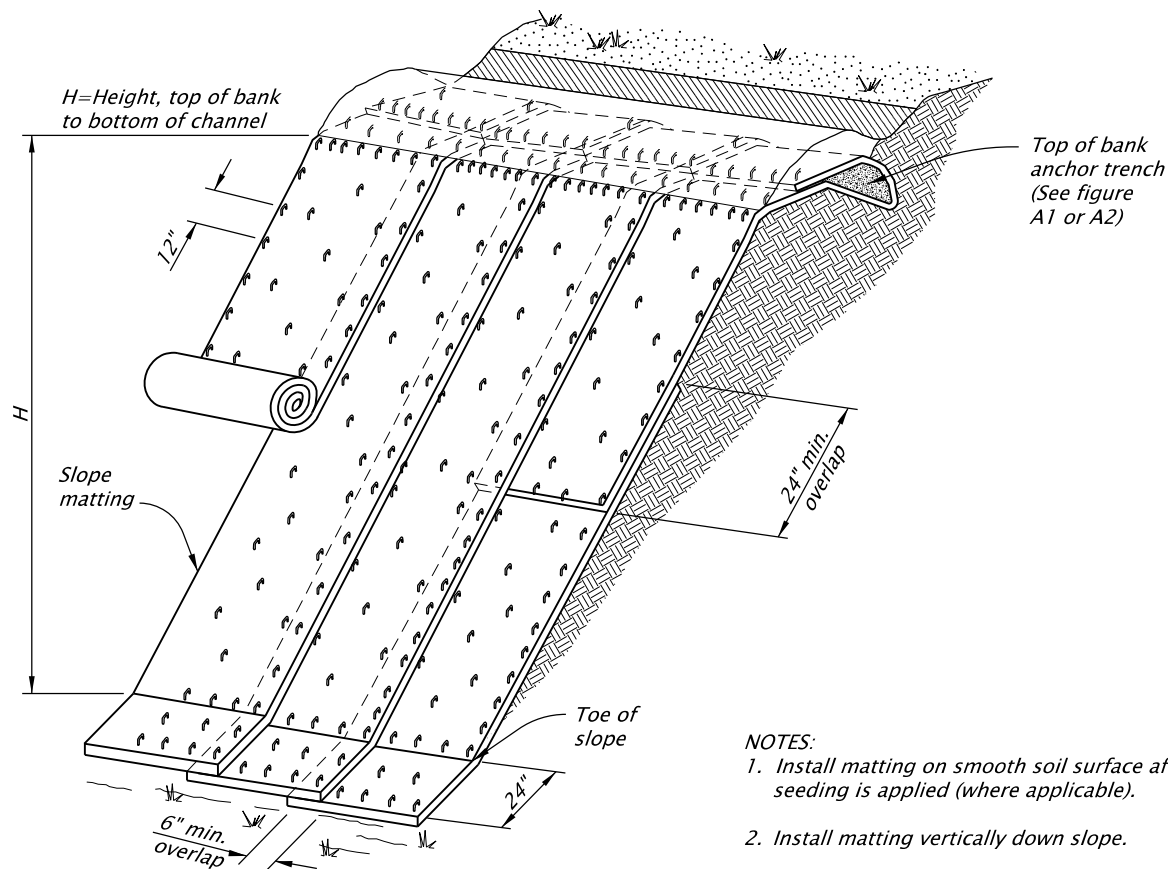 H=Height, top of bank
to bottom of channel
Top of bank
anchor trench
(See figure
A1 or A2)
12"
H
24" min.
overlap
Slope
matting
Toe of
slope
24"
6" min.
overlap
NOTES:
1. Install matting on smooth soil surface af
seeding is applied (where applicable).
2. Install matting vertically down slope.